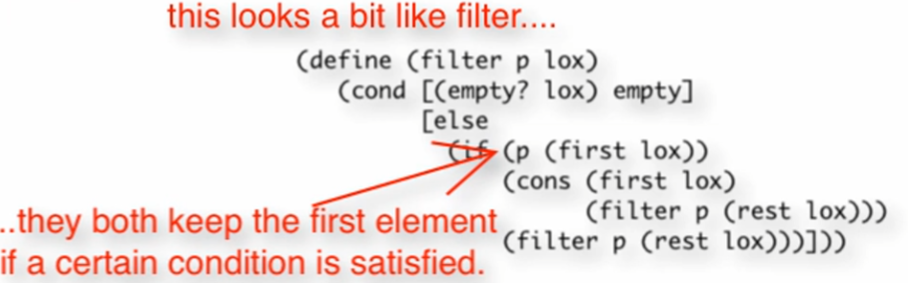 this looks a bit like filter....
(define (filter p lox)
(cond [(empty? lox) empty]
[else
(if (p (first lox))
(cons (first lox)
(filter p (rest lox)))
(filter p (rest lox)))]))
..they both keep the first element
if a certain condition is satisfied.